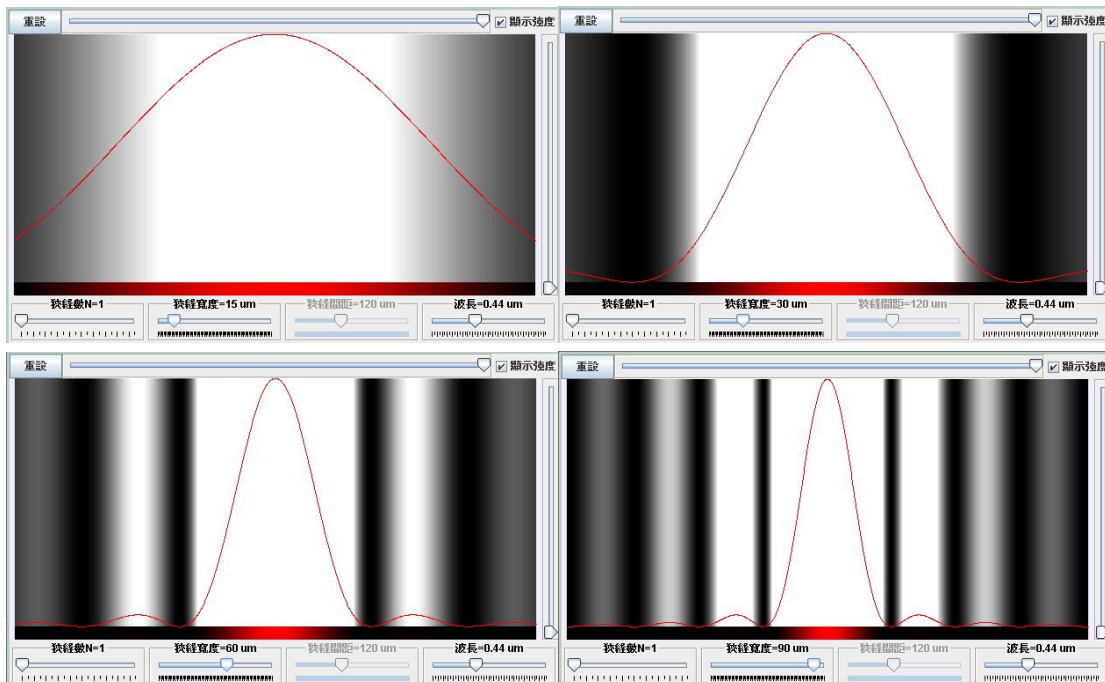 重設 顯示強度
狹縫數N=1 狹縫寬度=15 um 狹縫間距=120 um 波長=0.44 um
重設 顯示強度
狹縫數N=1 狹縫寬度=30 um 狹縫間距=120 um 波長=0.44 um
重設 顯示強度
狹縫數N=1 狹縫寬度=60 um 狹縫間距=120 um 波長=0.44 um
重設 顯示強度
狹縫數N=1 狹縫寬度=90 um 狹縫間距=120 um 波長=0.44 um